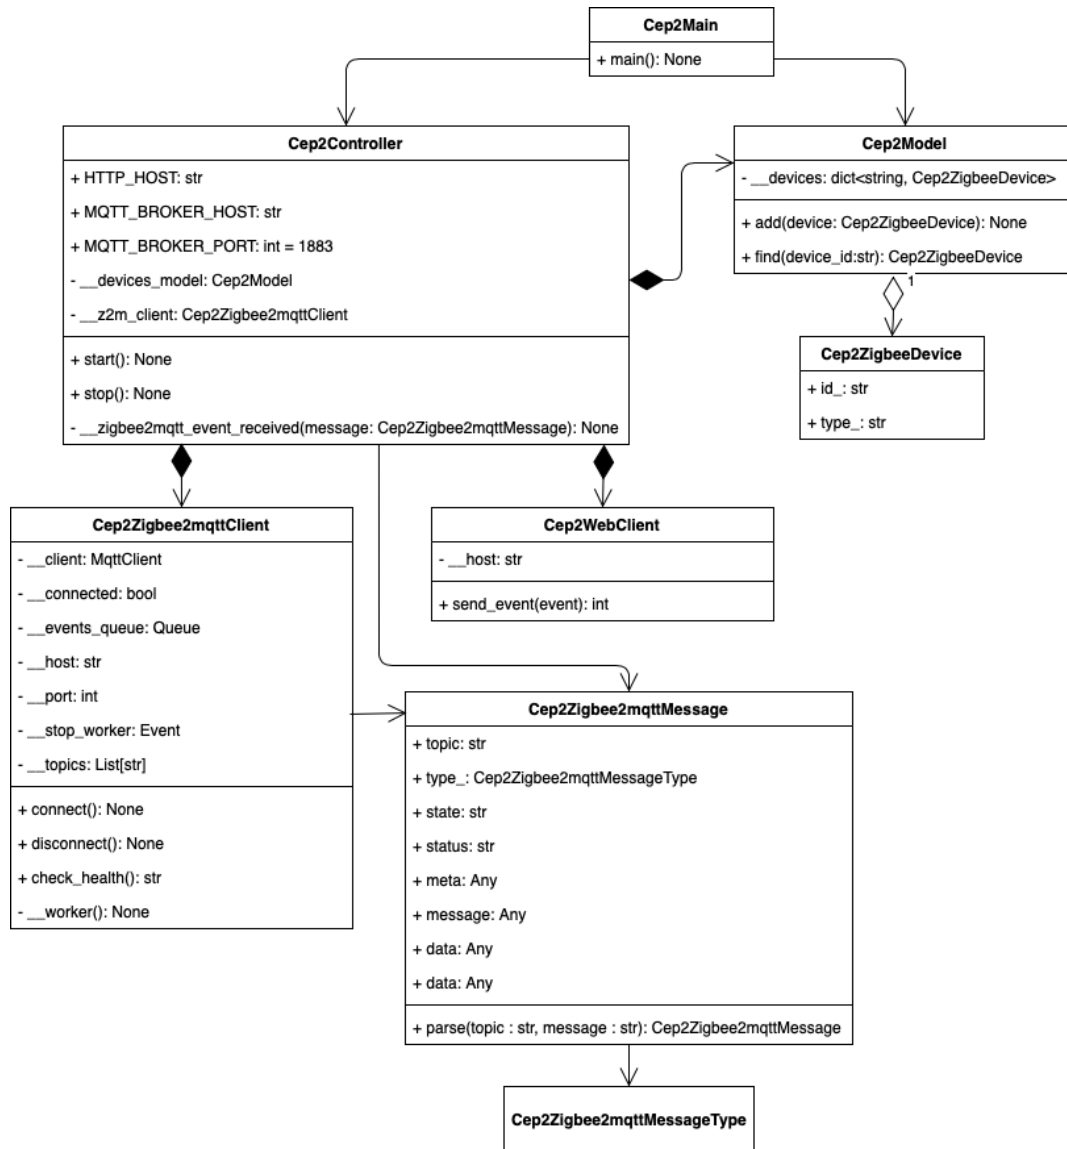 Cep2Main
+ main(): None
Cep2Controller
+ HTTP_HOST: str
+ MQTT_BROKER_HOST: str
+ MQTT_BROKER_PORT: int = 1883
- __devices_model: Cep2Model
- __z2m_client: Cep2Zigbee2mqttClient
+ start(): None
+ stop(): None
- __zigbee2mqtt_event_received(message: Cep2Zigbee2mqttMessage): None
Cep2Model
- __devices: dict<string, Cep2ZigbeeDevice>
+ add(device: Cep2ZigbeeDevice): None
+ find(device_id:str): Cep2ZigbeeDevice
1
Cep2ZigbeeDevice
+ id_: str
+ type_: str
Cep2Zigbee2mqttClient
- __client: MqttClient
- __connected: bool
- __events_queue: Queue
- __host: str
- __port: int
- __stop_worker: Event
- __topics: List[str]
+ connect(): None
+ disconnect(): None
+ check_health(): str
- __worker(): None
Cep2WebClient
- __host: str
+ send_event(event): int
Cep2Zigbee2mqttMessage
+ topic: str
+ type_: Cep2Zigbee2mqttMessageType
+ state: str
+ status: str
+ meta: Any
+ message: Any
+ data: Any
+ data: Any
+ parse(topic : str, message : str): Cep2Zigbee2mqttMessage
Cep2Zigbee2mqttMessageType